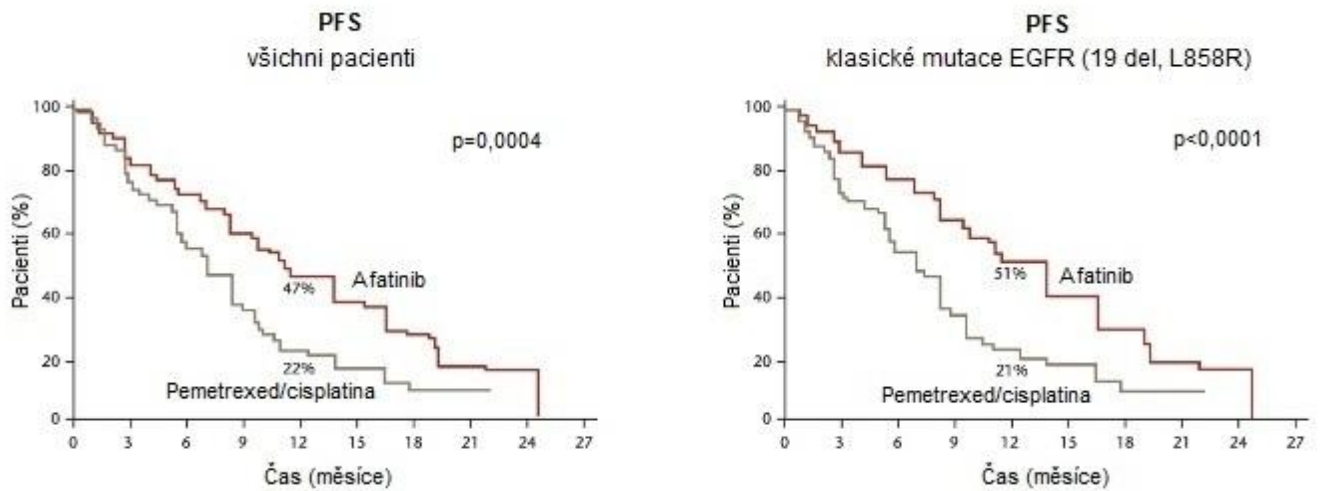 PFS
všichni pacienti
p=0,0004
Pacienti (%)
100
80
60
40
20
0
Afatinib
47%
22%
Pemetrexed/cisplatina
0 3 6 9 12 15 18 21 24 27
Čas (měsíce)
PFS
klasické mutace EGFR (19 del, L858R)
p<0,0001
Pacienti (%)
100
80
60
40
20
0
Afatinib
51%
21%
Pemetrexed/cisplatina
0 3 6 9 12 15 18 21 24 27
Čas (měsíce)